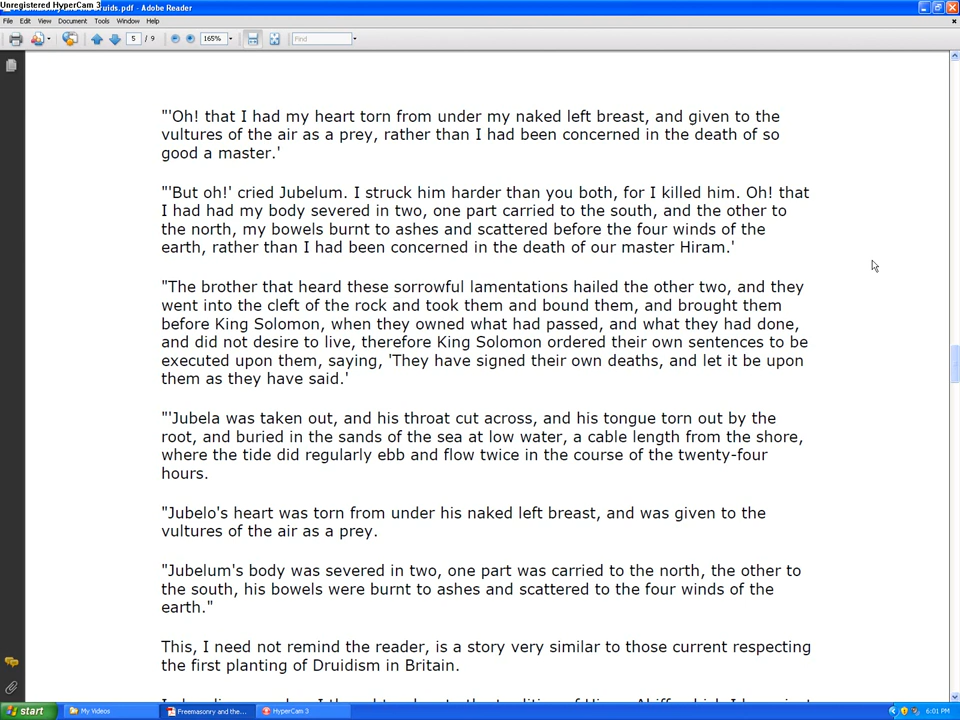 Unregistered HyperCam 3
uids.pdf - Adobe Reader
File Edit View Document Tools Window Help
5 / 9 165% Find
"'Oh! that I had my heart torn from under my naked left breast, and given to the
vultures of the air as a prey, rather than I had been concerned in the death of so
good a master.'
"'But oh!' cried Jubelum. I struck him harder than you both, for I killed him. Oh! that
I had had my body severed in two, one part carried to the south, and the other to
the north, my bowels burnt to ashes and scattered before the four winds of the
earth, rather than I had been concerned in the death of our master Hiram.'
"The brother that heard these sorrowful lamentations hailed the other two, and they
went into the cleft of the rock and took them and bound them, and brought them
before King Solomon, when they owned what had passed, and what they had done,
and did not desire to live, therefore King Solomon ordered their own sentences to be
executed upon them, saying, 'They have signed their own deaths, and let it be upon
them as they have said.'
"'Jubela was taken out, and his throat cut across, and his tongue torn out by the
root, and buried in the sands of the sea at low water, a cable length from the shore,
where the tide did regularly ebb and flow twice in the course of the twenty-four
hours.
"Jubelo's heart was torn from under his naked left breast, and was given to the
vultures of the air as a prey.
"Jubelum's body was severed in two, one part was carried to the north, the other to
the south, his bowels were burnt to ashes and scattered to the four winds of the
earth."
This, I need not remind the reader, is a story very similar to those current respecting
the first planting of Druidism in Britain.
start My Videos Freemasonry and the... HyperCam 3 6:01 PM